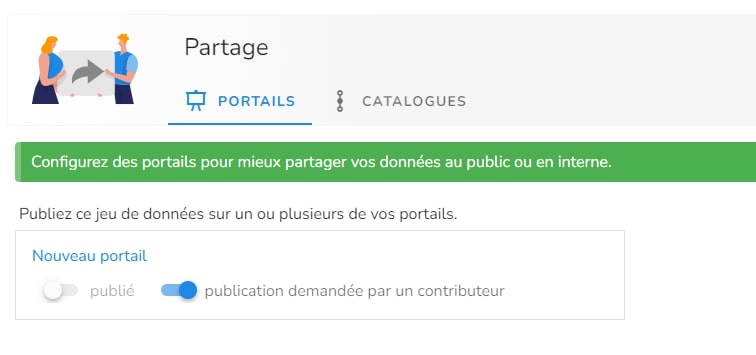 Partage
PORTAILS
CATALOGUES
Configurez des portails pour mieux partager vos données au public ou en interne.
Publiez ce jeu de données sur un ou plusieurs de vos portails.
Nouveau portail
publié
publication demandée par un contributeur